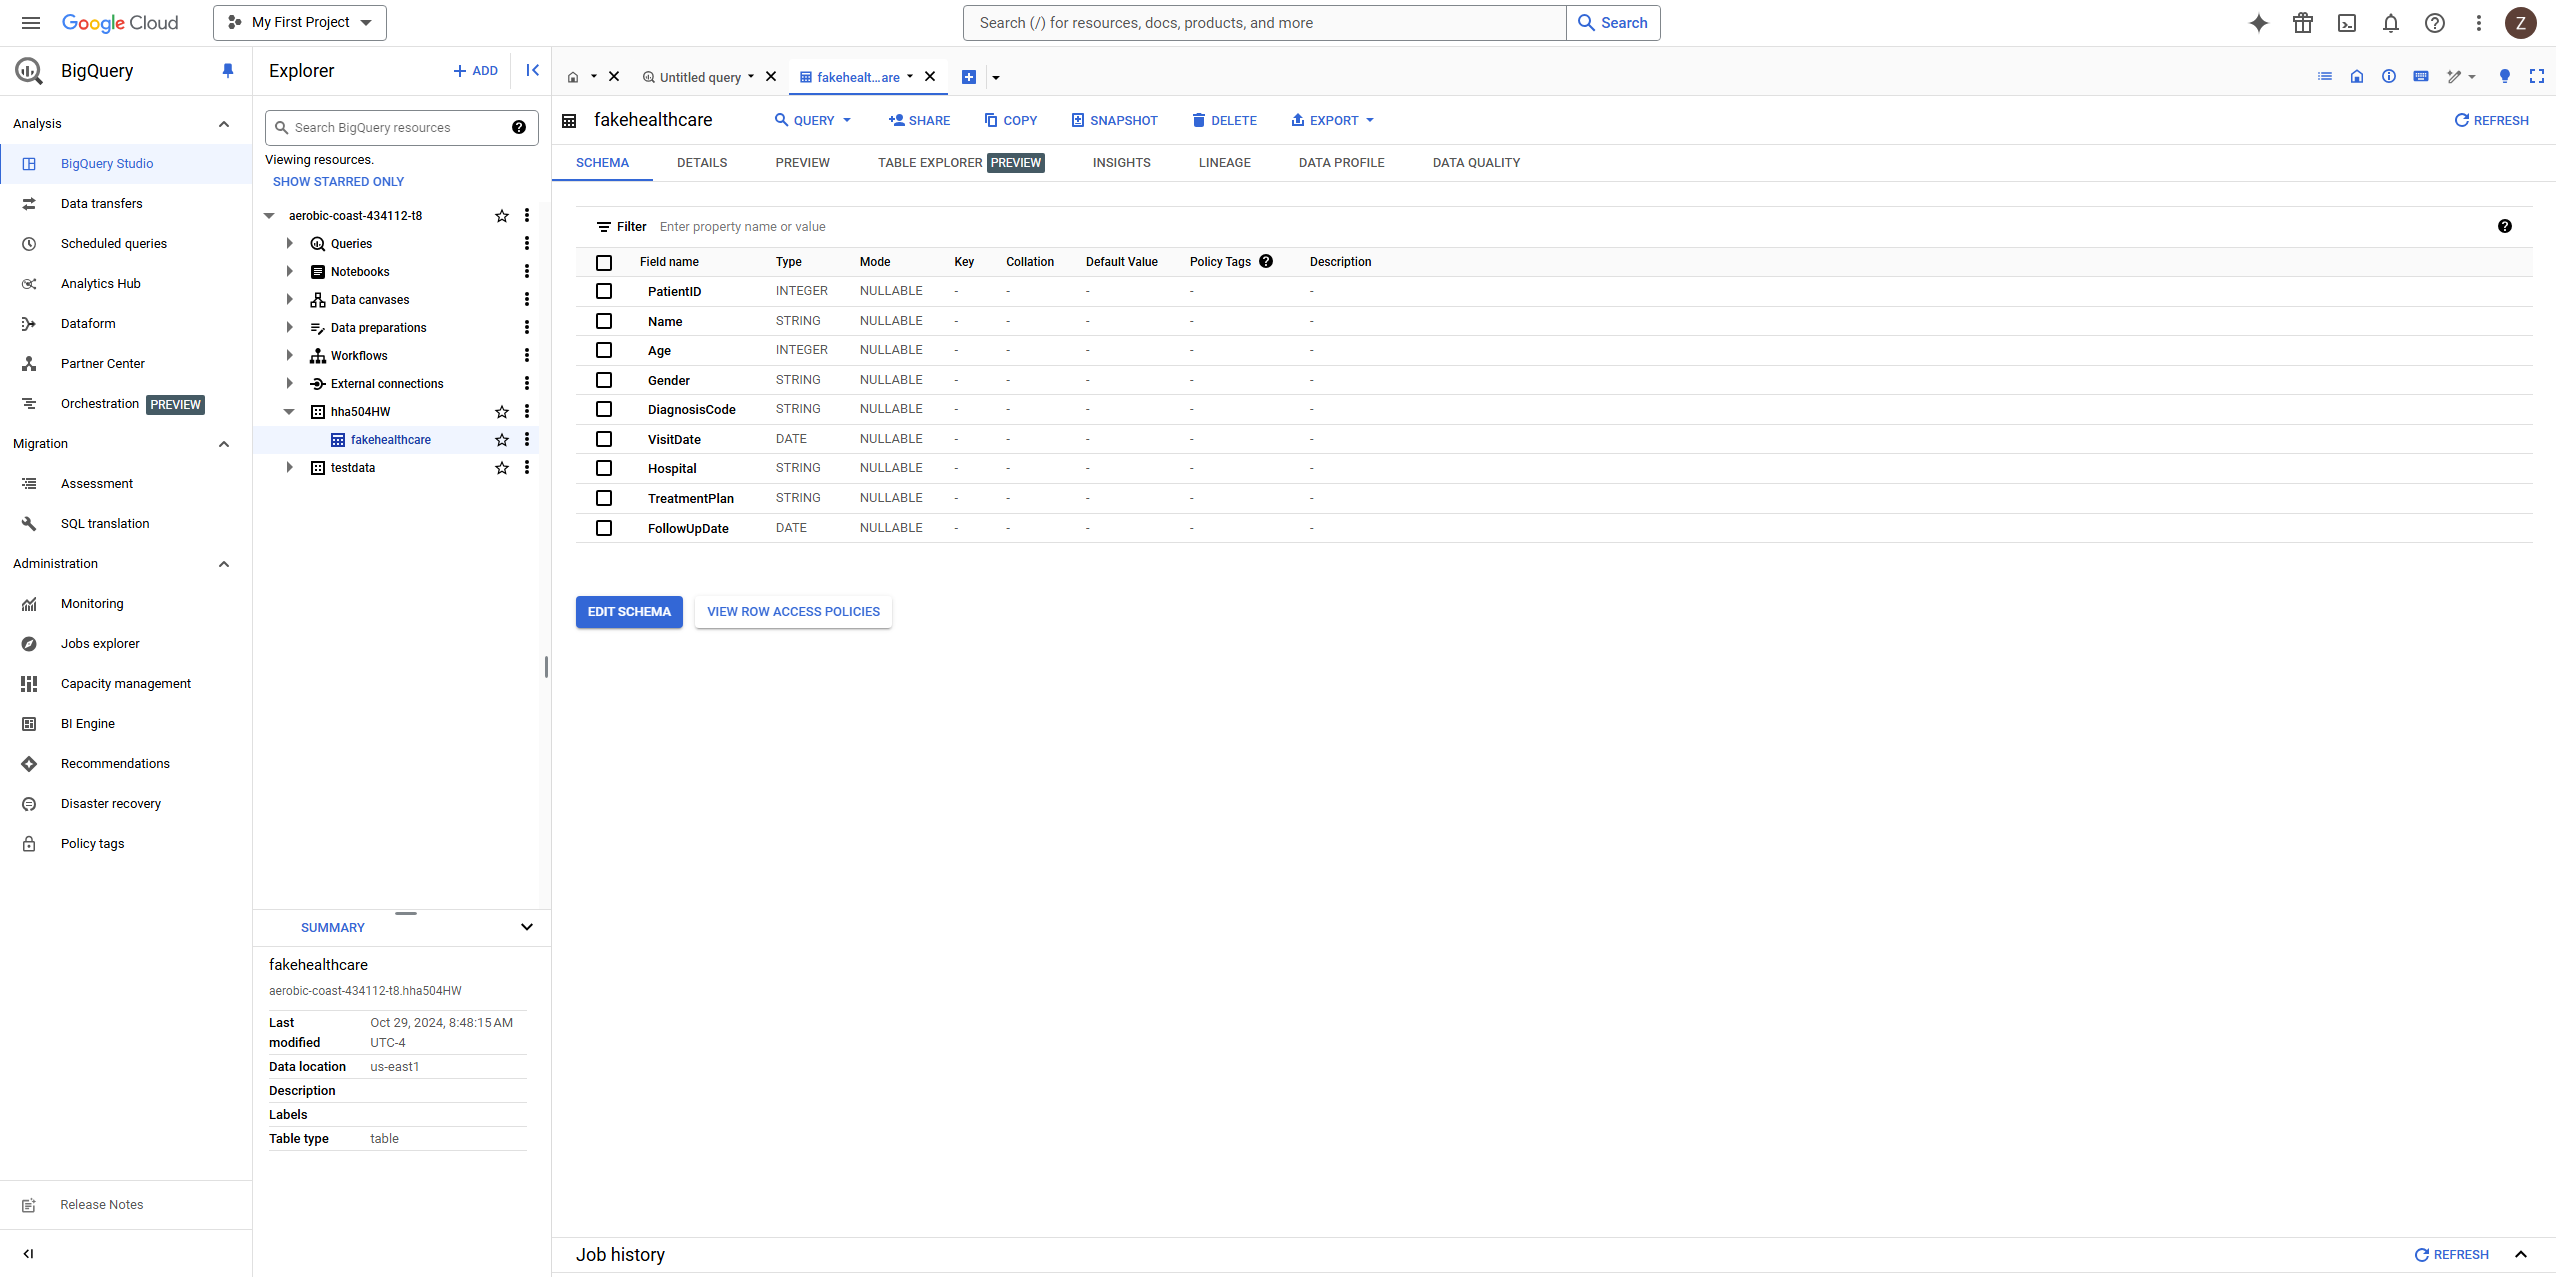 Google Cloud
My First Project
Search (/) for resources, docs, products, and more
Search
Z
BigQuery
Analysis
BigQuery Studio
Data transfers
Scheduled queries
Analytics Hub
Dataform
Partner Center
Orchestration PREVIEW
Migration
Assessment
SQL translation
Administration
Monitoring
Jobs explorer
Capacity management
BI Engine
Recommendations
Disaster recovery
Policy tags
Release Notes
Explorer
+ ADD
Search BigQuery resources
Viewing resources.
SHOW STARRED ONLY
aerobic-coast-434112-t8
Queries
Notebooks
Data canvases
Data preparations
Workflows
External connections
hha504HW
fakehealthcare
testdata
SUMMARY
fakehealthcare
aerobic-coast-434112-t8.hha504HW
Last modified Oct 29, 2024, 8:48:15 AM UTC-4
Data location us-east1
Description
Labels
Table type table
Untitled query
fakehealt...are
fakehealthcare
QUERY SHARE COPY SNAPSHOT DELETE EXPORT REFRESH
SCHEMA DETAILS PREVIEW TABLE EXPLORER PREVIEW INSIGHTS LINEAGE DATA PROFILE DATA QUALITY
Filter Enter property name or value
Field name Type Mode Key Collation Default Value Policy Tags Description
PatientID INTEGER NULLABLE - - - - -
Name STRING NULLABLE - - - - -
Age INTEGER NULLABLE - - - - -
Gender STRING NULLABLE - - - - -
DiagnosisCode STRING NULLABLE - - - - -
VisitDate DATE NULLABLE - - - - -
Hospital STRING NULLABLE - - - - -
TreatmentPlan STRING NULLABLE - - - - -
FollowUpDate DATE NULLABLE - - - - -
EDIT SCHEMA VIEW ROW ACCESS POLICIES
Job history
REFRESH